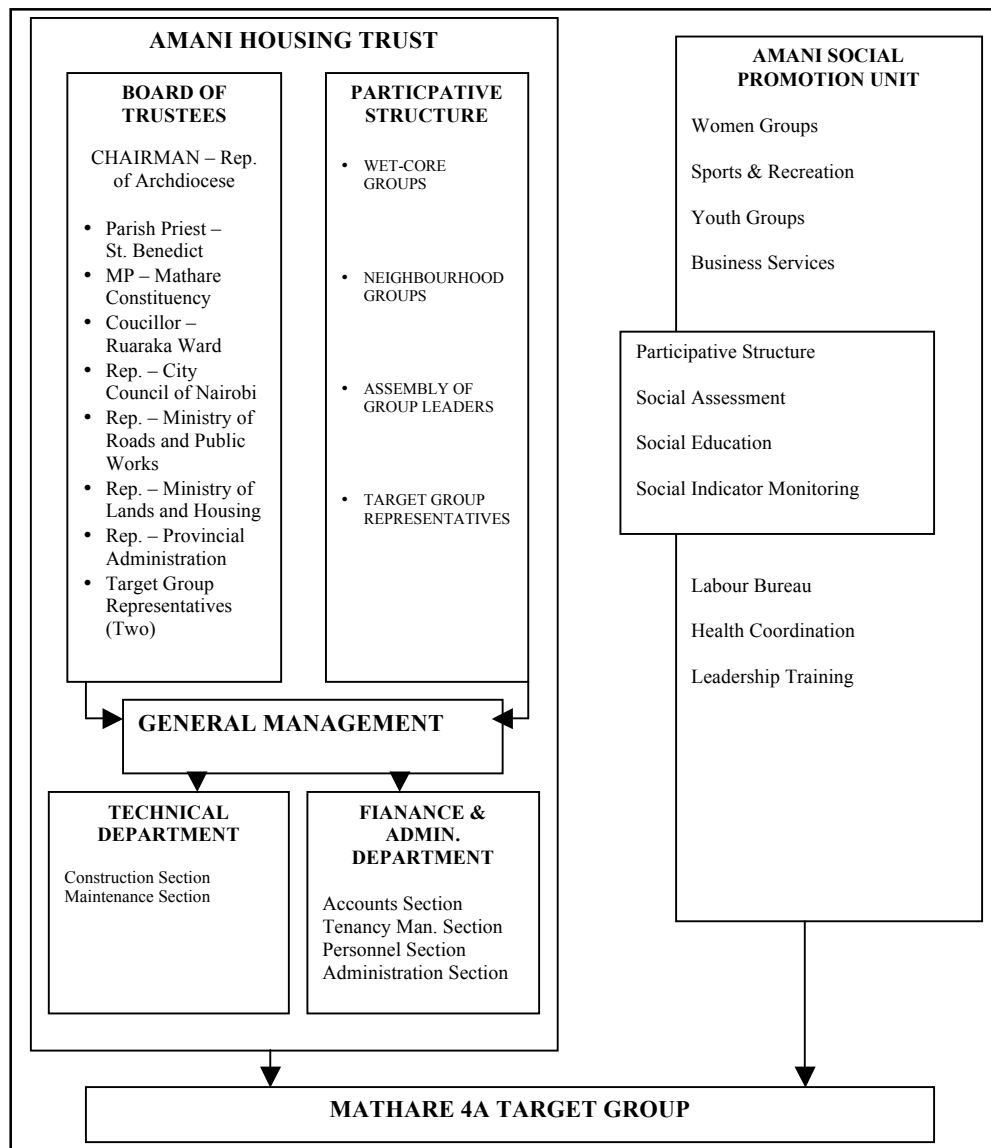 AMANI HOUSING TRUST
BOARD OF
TRUSTEES
CHAIRMAN – Rep.
of Archdiocese
• Parish Priest –
St. Benedict
• MP – Mathare
Constituency
• Coucillor –
Ruaraka Ward
• Rep. – City
Council of Nairobi
• Rep. – Ministry of
Roads and Public
Works
• Rep. – Ministry of
Lands and Housing
• Rep. – Provincial
Administration
• Target Group
Representatives
(Two)
PARTICPATIVE
STRUCTURE
• WET-CORE
GROUPS
• NEIGHBOURHOOD
GROUPS
• ASSEMBLY OF
GROUP LEADERS
• TARGET GROUP
REPRESENTATIVES
GENERAL MANAGEMENT
TECHNICAL
DEPARTMENT
Construction Section
Maintenance Section
FIANANCE &
ADMIN.
DEPARTMENT
Accounts Section
Tenancy Man. Section
Personnel Section
Administration Section
AMANI SOCIAL
PROMOTION UNIT
Women Groups
Sports & Recreation
Youth Groups
Business Services
Participative Structure
Social Assessment
Social Education
Social Indicator Monitoring
Labour Bureau
Health Coordination
Leadership Training
MATHARE 4A TARGET GROUP